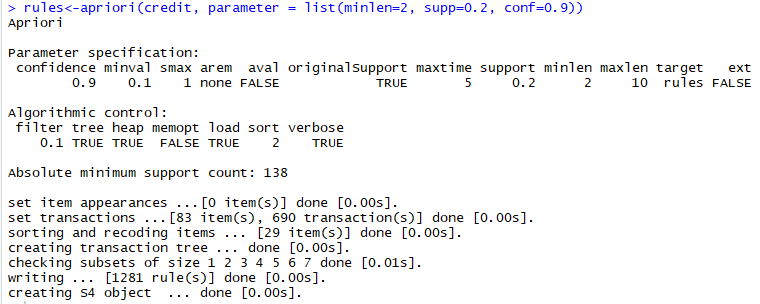 > rules<-apriori(credit, parameter = list(minlen=2, supp=0.2, conf=0.9))
Apriori
Parameter specification:
confidence minval smax arem aval originalSupport maxtime support minlen maxlen target ext
0.9 0.1 1 none FALSE TRUE 5 0.2 2 10 rules FALSE
Algorithmic control:
filter tree heap memopt load sort verbose
0.1 TRUE TRUE FALSE TRUE 2 TRUE
Absolute minimum support count: 138
set item appearances ...[0 item(s)] done [0.00s].
set transactions ...[83 item(s), 690 transaction(s)] done [0.00s].
sorting and recoding items ... [29 item(s)] done [0.00s].
creating transaction tree ... done [0.00s].
checking subsets of size 1 2 3 4 5 6 7 done [0.01s].
writing ... [1281 rule(s)] done [0.00s].
creating S4 object ... done [0.00s].